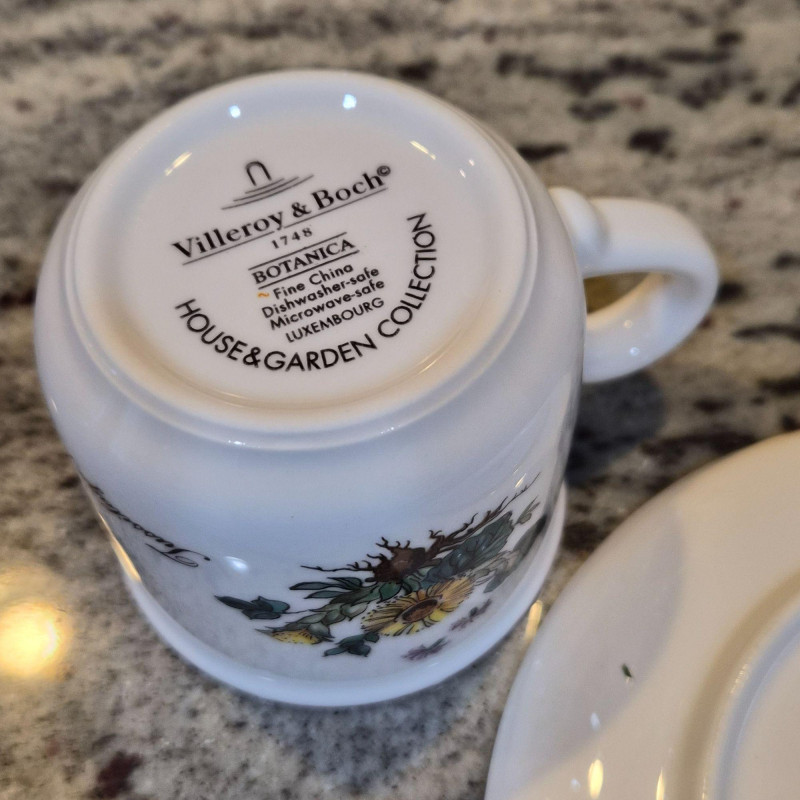 Villeroy & Boch©
1748
BOTANICA
Fine China
Dishwasher-safe
Microwave-safe
LUXEMBOURG
HOUSE&GARDEN COLLECTION